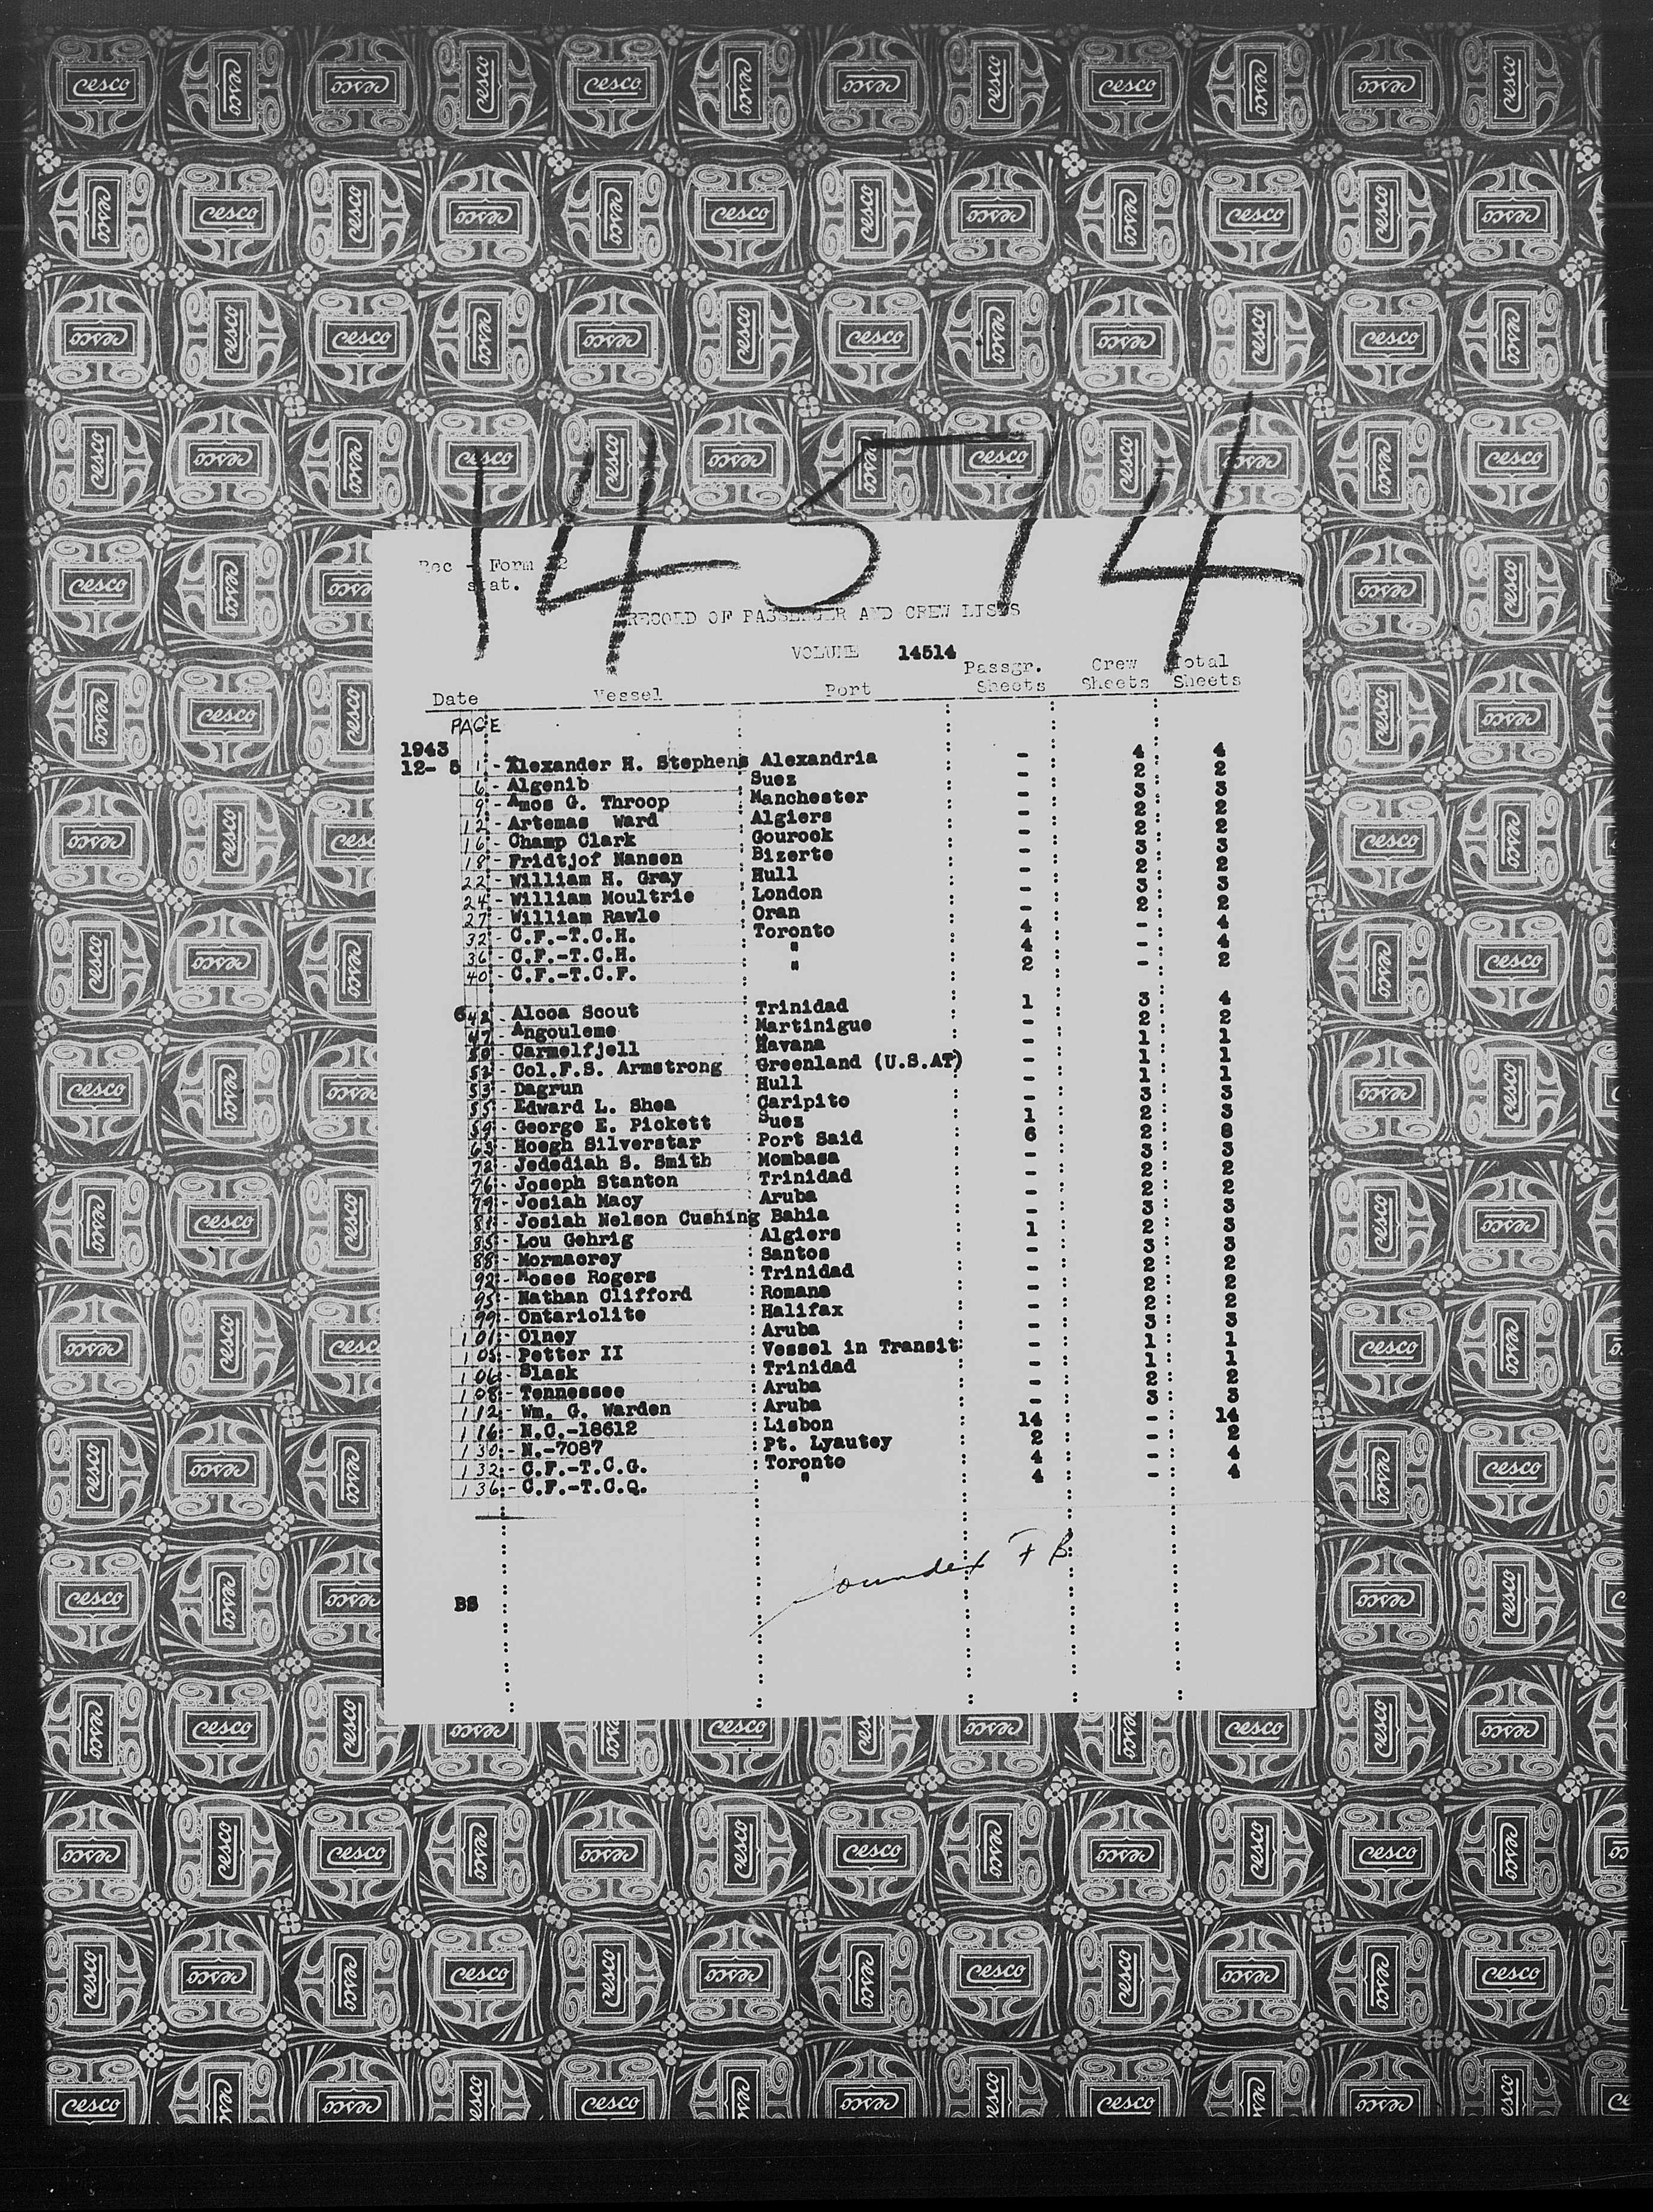 14514
Rec - Form 2
stat.
RECORD OF PASSENGER AND CREW LISTS
VOLUME 14514
Date Vessel Port Passgr. Sheets Crew Sheets Total Sheets
PAGE
1943
12- 5 1 - Alexander H. Stephens Alexandria - 4 4
6 - Algenib Suez - 2 2
9 - Amos G. Throop Manchester - 3 3
12 - Artemas Ward Algiers - 2 2
16 - Champ Clark Gourock - 2 2
18 - Fridtjof Nansen Bizerte - 3 3
22 - William H. Gray Hull - 2 2
24 - William Moultrie London - 3 3
27 - William Rawle Oran - 2 2
32 - C.F.-T.C.H. Toronto 4 - 4
36 - C.F.-T.C.H. " 4 - 4
40 - C.F.-T.C.F. " 2 - 2
6 42 - Alcoa Scout Trinidad 1 3 4
47 - Angouleme Martinigue - 2 2
50 - Carmelfjell Havana - 1 1
52 - Col.F.S. Armstrong Greenland (U.S.AT) - 1 1
53 - Dagrun Hull - 1 1
55 - Edward L. Shea Caripito - 3 3
59 - George E. Pickett Suez 1 2 3
63 - Hoegh Silverstar Port Said 6 2 8
72 - Jedediah S. Smith Mombasa - 3 3
76 - Joseph Stanton Trinidad - 2 2
79 - Josiah Macy Aruba - 2 2
81 - Josiah Nelson Cushing Bahia - 3 3
85 - Lou Gehrig Algiers 1 2 3
88 - Mormacrey Santos - 3 3
92 - Moses Rogers Trinidad - 2 2
95 - Nathan Clifford Romana - 2 2
99 - Ontariolite Halifax - 2 2
101 - Olney Aruba - 3 3
105 - Petter II Vessel in Transit - 1 1
106 - Slask Trinidad - 1 1
108 - Tennessee Aruba - 2 2
112 - Wm. G. Warden Aruba - 3 3
116 - N.C.-18612 Lisbon 14 - 14
130 - N.-7087 Pt. Lyautey 2 - 2
132 - C.F.-T.C.G. Toronto 4 - 4
136 - C.F.-T.C.Q. " 4 - 4
Soundex F B
BS